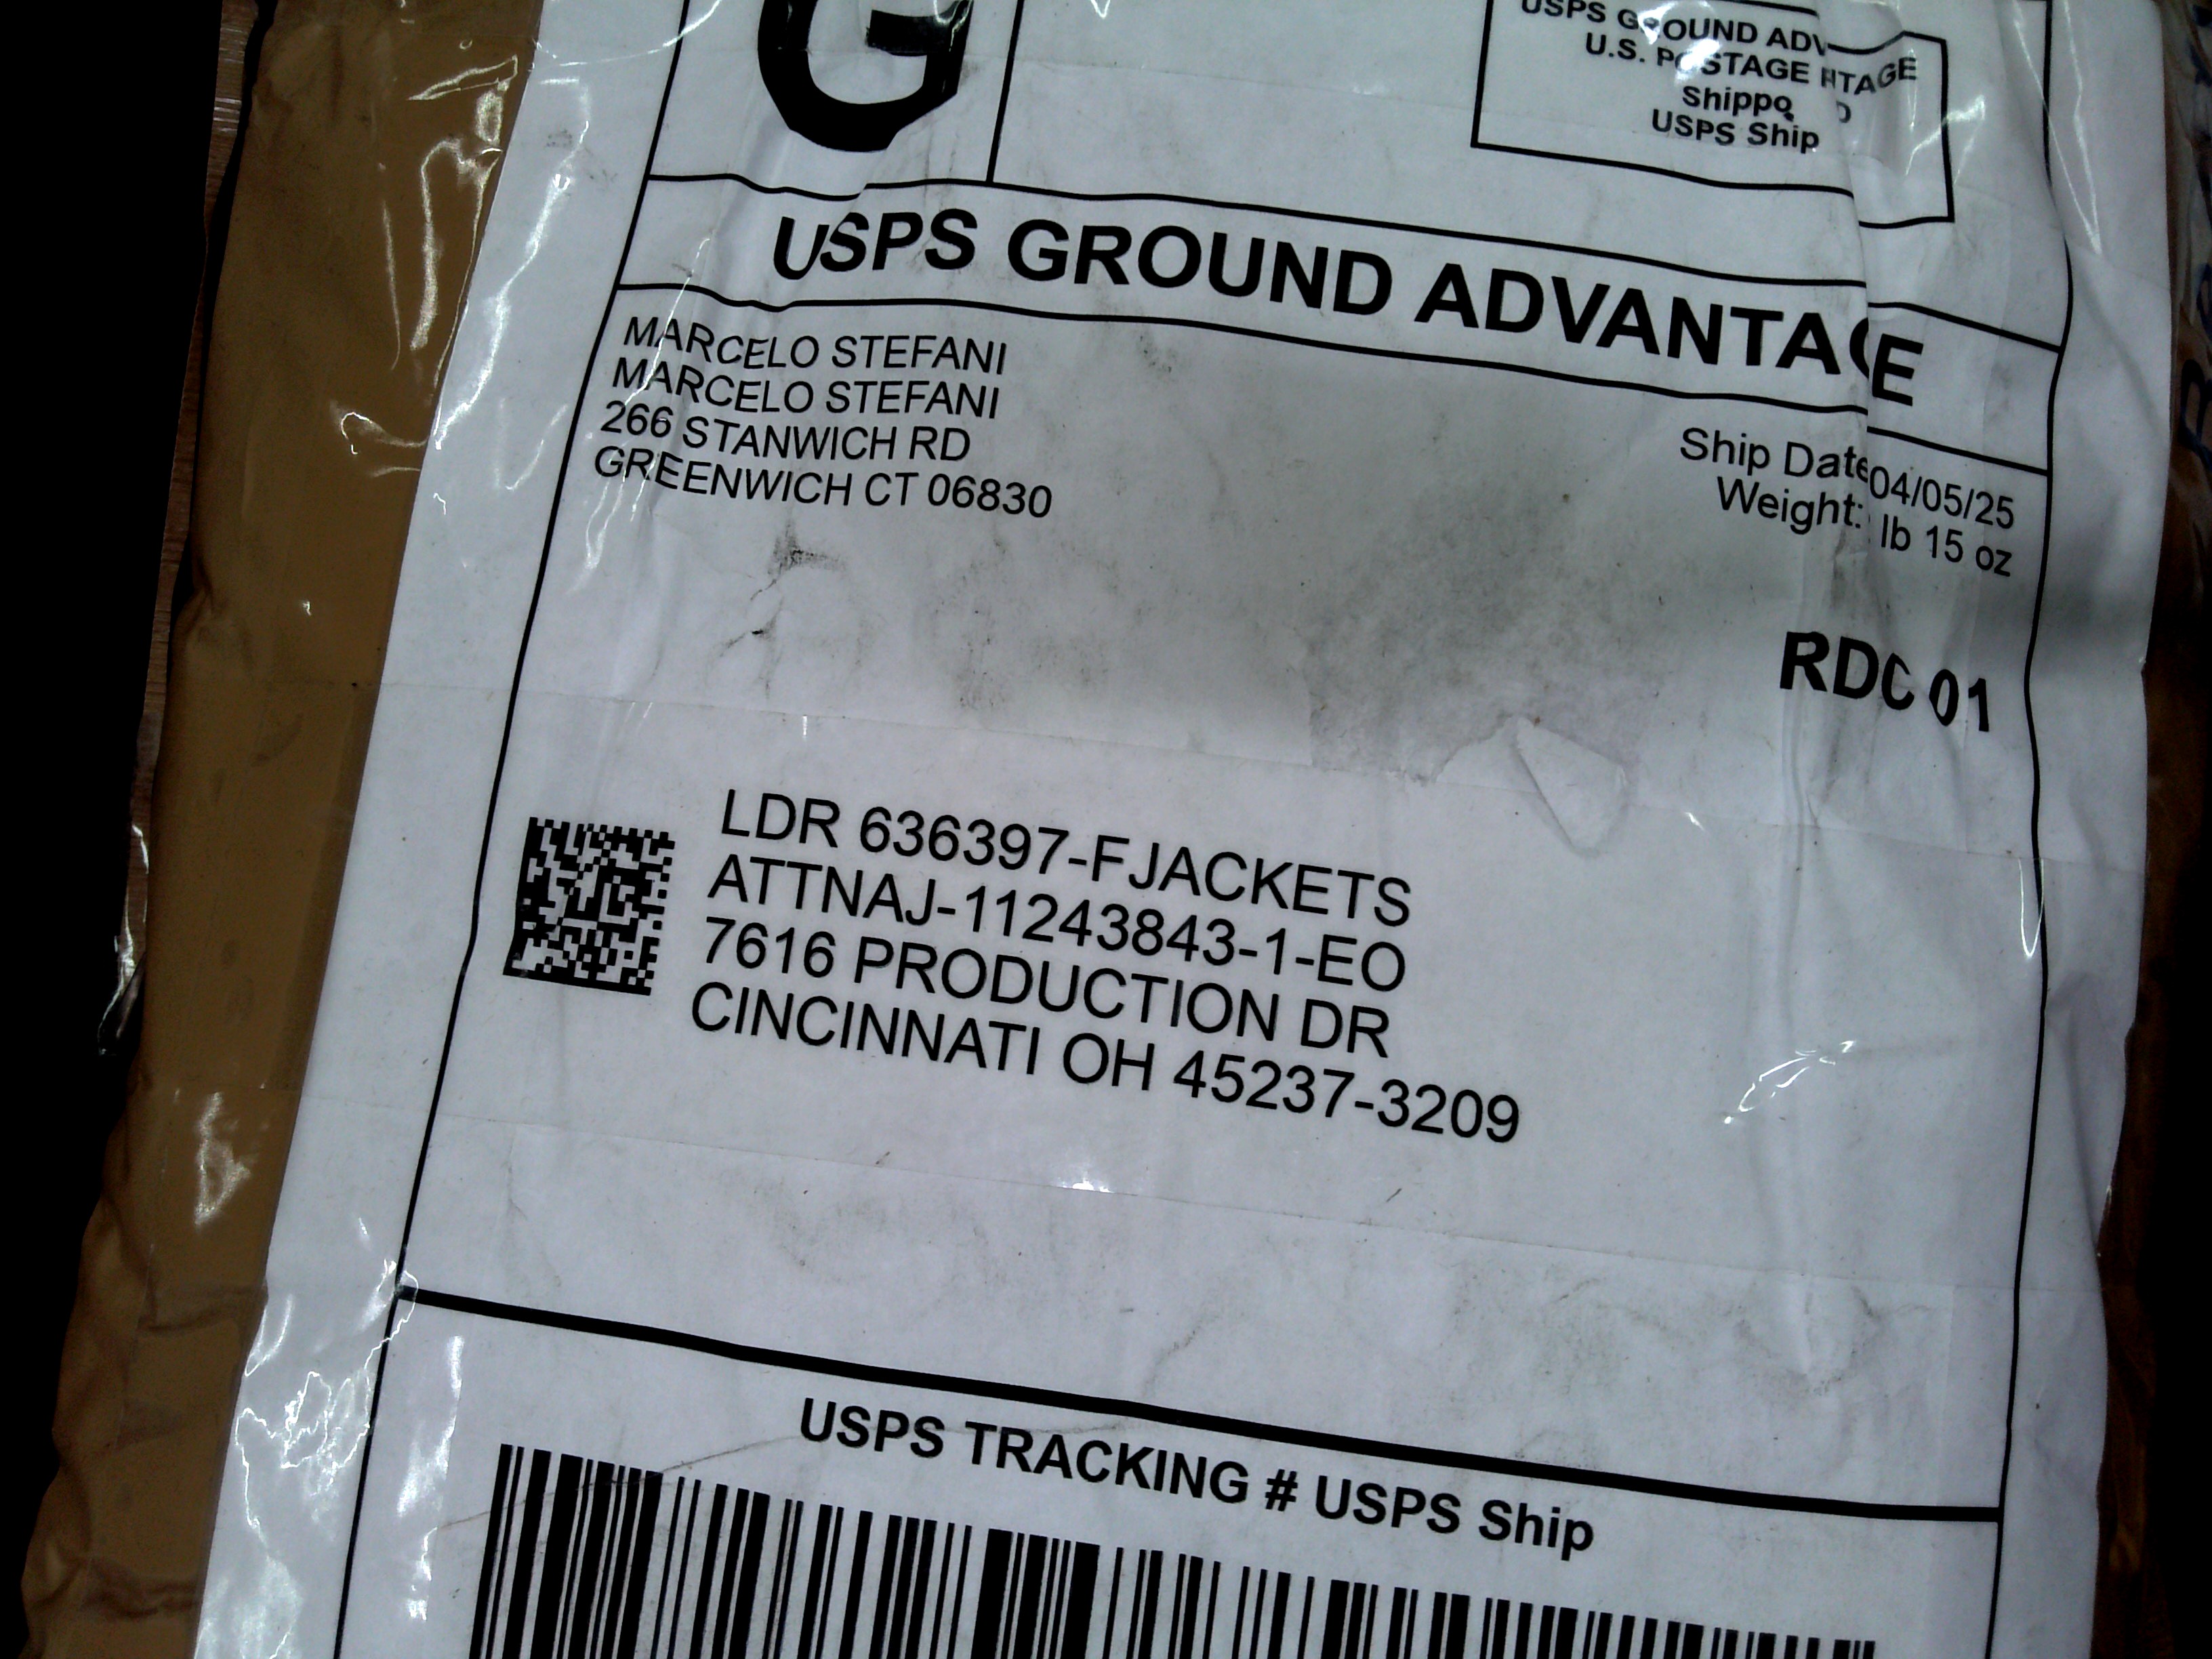 G
USPS GROUND ADV
U.S. POSTAGE
Shippo
USPS Ship
USPS GROUND ADVANTAGE
MARCELO STEFANI
MARCELO STEFANI
266 STANWICH RD
GREENWICH CT 06830
Ship Date 04/05/25
Weight: lb 15 oz
RDC 01
LDR 636397-FJACKETS
ATTNAJ-11243843-1-EO
7616 PRODUCTION DR
CINCINNATI OH 45237-3209
USPS TRACKING # USPS Ship